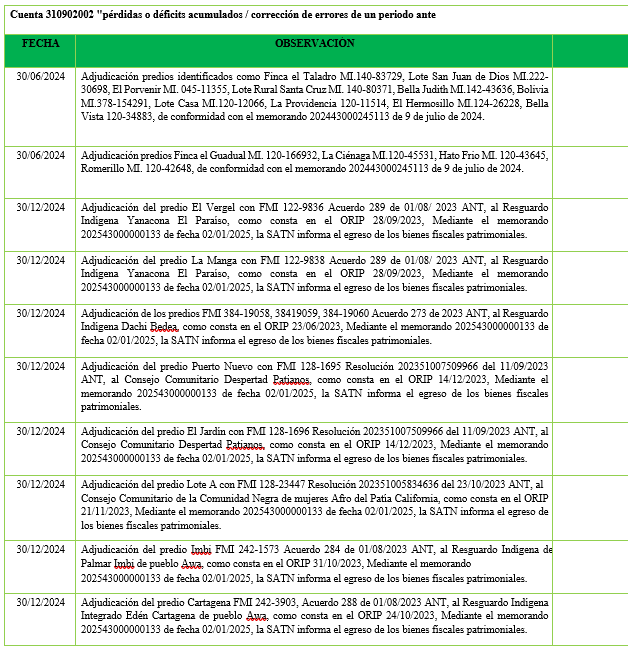 Cuenta 310902002 "pérdidas o déficits acumulados / corrección de errores de un periodo ante
FECHA OBSERVACIÓN
30/06/2024 Adjudicación predios identificados como Finca el Taladro MI.140-83729, Lote San Juan de Dios MI.222-
30698, El Porvenir MI. 045-11355, Lote Rural Santa Cruz MI. 140-80371, Bella Judith MI.142-43636, Bolivia
MI.378-154291, Lote Casa MI.120-12066, La Providencia 120-11514, El Hermosillo MI.124-26228, Bella
Vista 120-34883, de conformidad con el memorando 202443000245113 de 9 de julio de 2024.
30/06/2024 Adjudicación predios Finca el Guadual MI. 120-166932, La Ciénaga MI.120-45531, Hato Frio MI. 120-43645,
Romerillo MI. 120-42648, de conformidad con el memorando 202443000245113 de 9 de julio de 2024.
30/12/2024 Adjudicación del predio El Vergel con FMI 122-9836 Acuerdo 289 de 01/08/ 2023 ANT, al Resguardo
Indigena Yanacona El Paraiso, como consta en el ORIP 28/09/2023, Mediante el memorando
202543000000133 de fecha 02/01/2025, la SATN informa el egreso de los bienes fiscales patrimoniales.
30/12/2024 Adjudicación del predio La Manga con FMI 122-9838 Acuerdo 289 de 01/08/ 2023 ANT, al Resguardo
Indigena Yanacona El Paraíso, como consta en el ORIP 28/09/2023, Mediante el memorando
202543000000133 de fecha 02/01/2025, la SATN informa el egreso de los bienes fiscales patrimoniales.
30/12/2024 Adjudicación de los predios FMI 384-19058, 38419059, 384-19060 Acuerdo 273 de 2023 ANT, al Resguardo
Indigena Dachi Bedea, como consta en el ORIP 23/06/2023, Mediante el memorando 202543000000133 de
fecha 02/01/2025, la SATN informa el egreso de los bienes fiscales patrimoniales.
30/12/2024 Adjudicación del predio Puerto Nuevo con FMI 128-1695 Resolución 202351007509966 del 11/09/2023
ANT, al Consejo Comunitario Despertad Patianos, como consta en el ORIP 14/12/2023, Mediante el
memorando 202543000000133 de fecha 02/01/2025, la SATN informa el egreso de los bienes fiscales
patrimoniales.
30/12/2024 Adjudicación del predio El Jardin con FMI 128-1696 Resolución 202351007509966 del 11/09/2023 ANT, al
Consejo Comunitario Despertad Patianos, como consta en el ORIP 14/12/2023, Mediante el memorando
202543000000133 de fecha 02/01/2025, la SATN informa el egreso de los bienes fiscales patrimoniales.
30/12/2024 Adjudicación del predio Lote A con FMI 128-23447 Resolución 202351005834636 del 23/10/2023 ANT, al
Consejo Comunitario de la Comunidad Negra de mujeres Afro del Patía California, como consta en el ORIP
21/11/2023, Mediante el memorando 202543000000133 de fecha 02/01/2025, la SATN informa el egreso de
los bienes fiscales patrimoniales.
30/12/2024 Adjudicación del predio Imbi FMI 242-1573 Acuerdo 284 de 01/08/2023 ANT, al Resguardo Indigena de
Palmar Imbi de pueblo Awa, como consta en el ORIP 31/10/2023, Mediante el memorando
202543000000133 de fecha 02/01/2025, la SATN informa el egreso de los bienes fiscales patrimoniales.
30/12/2024 Adjudicación del predio Cartagena FMI 242-3903, Acuerdo 288 de 01/08/2023 ANT, al Resguardo Indigena
Integrado Edén Cartagena de pueblo Awa, como consta en el ORIP 24/10/2023, Mediante el memorando
202543000000133 de fecha 02/01/2025, la SATN informa el egreso de los bienes fiscales patrimoniales.